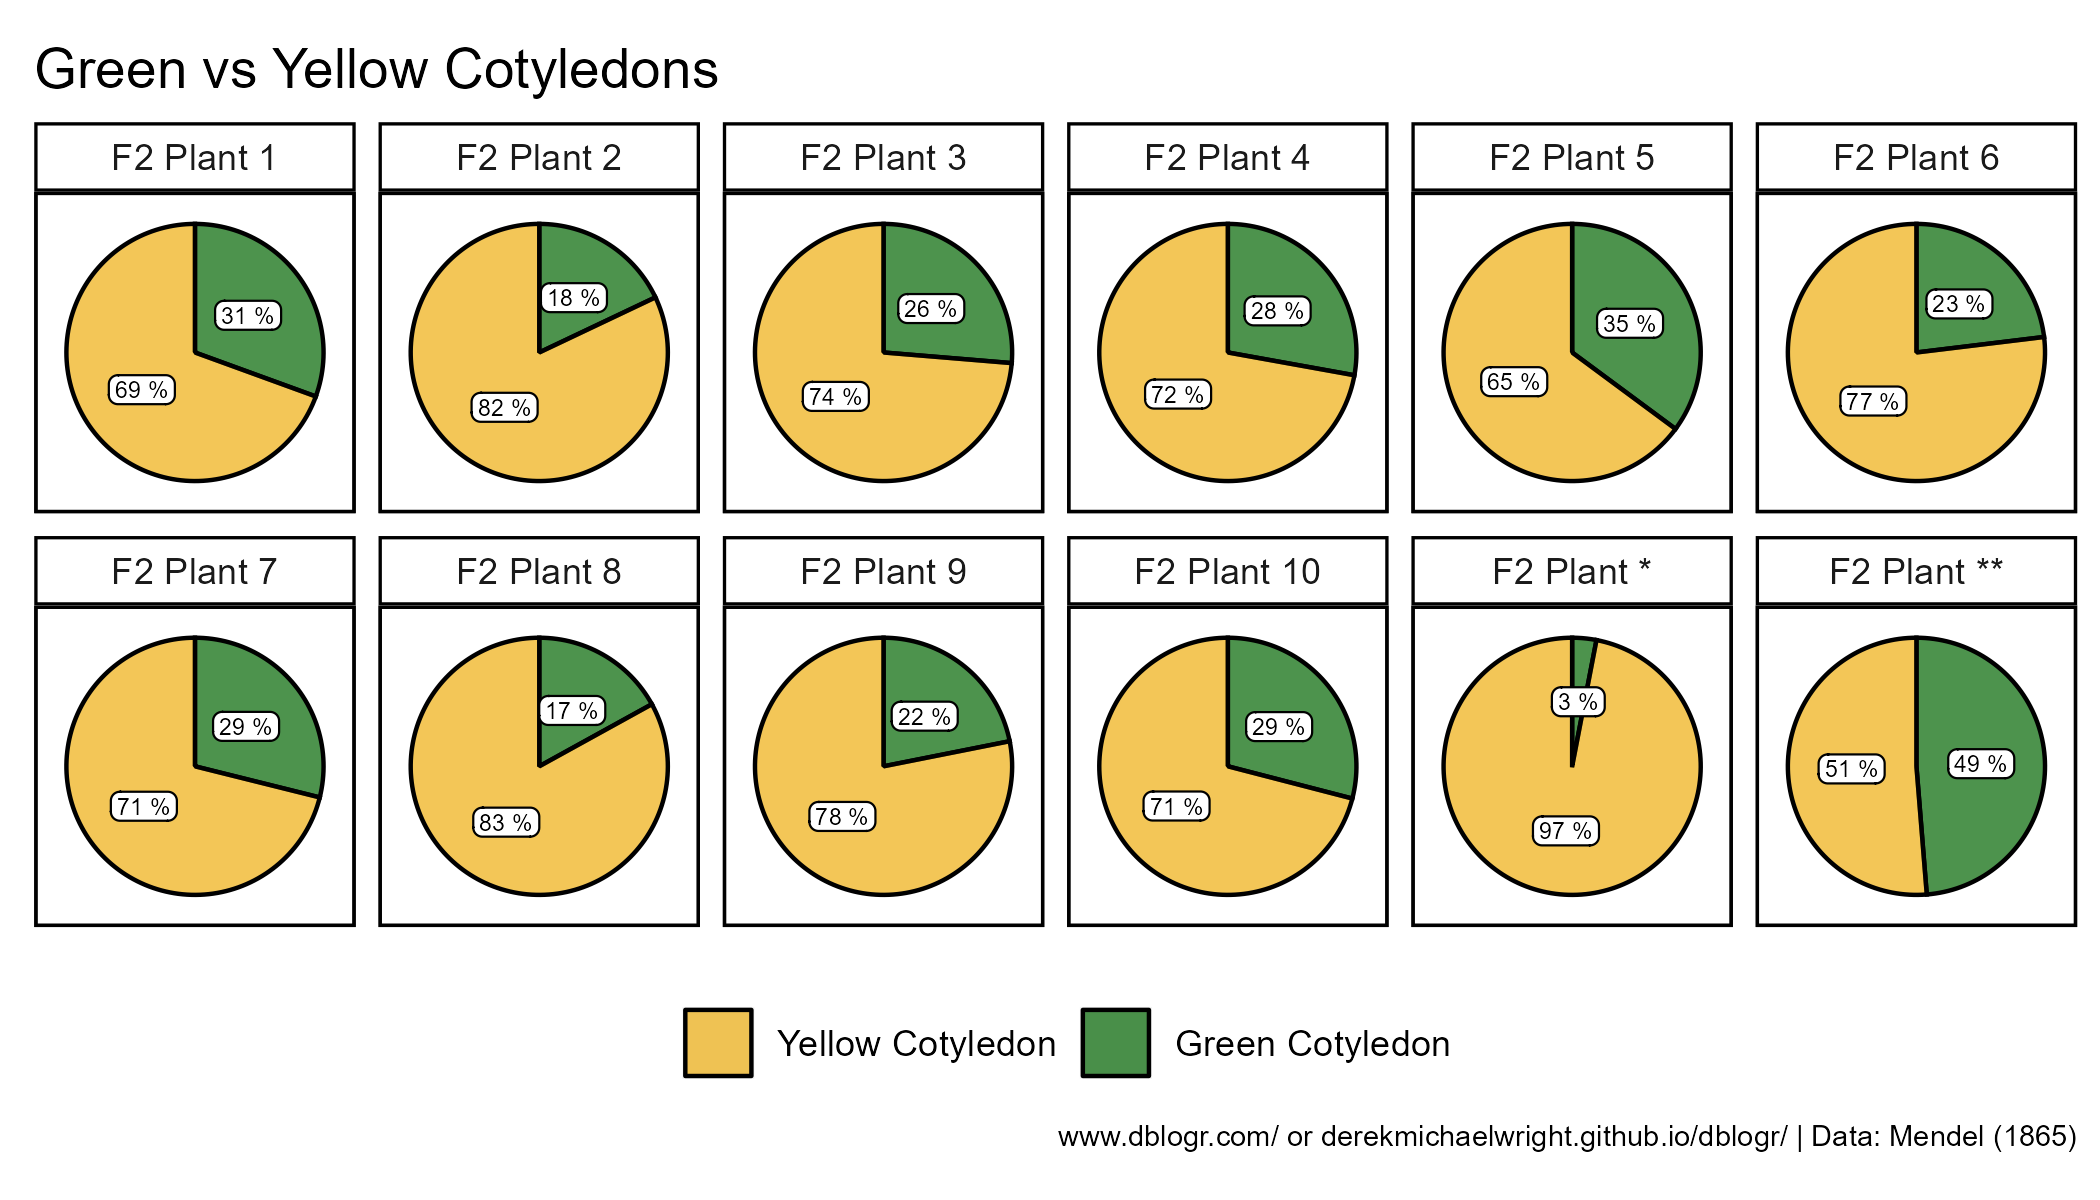 Green vs Yellow Cotyledons
F2 Plant 1
F2 Plant 2
F2 Plant 3
F2 Plant 4
F2 Plant 5
F2 Plant 6
31 %
69 %
18 %
82 %
26 %
74 %
28 %
72 %
35 %
65 %
23 %
77 %
F2 Plant 7
F2 Plant 8
F2 Plant 9
F2 Plant 10
F2 Plant *
F2 Plant **
29 %
71 %
17 %
83 %
22 %
78 %
29 %
71 %
3 %
97 %
51 %
49 %
Yellow Cotyledon
Green Cotyledon
www.dblogr.com/ or derekmichaelwright.github.io/dblogr/ | Data: Mendel (1865)